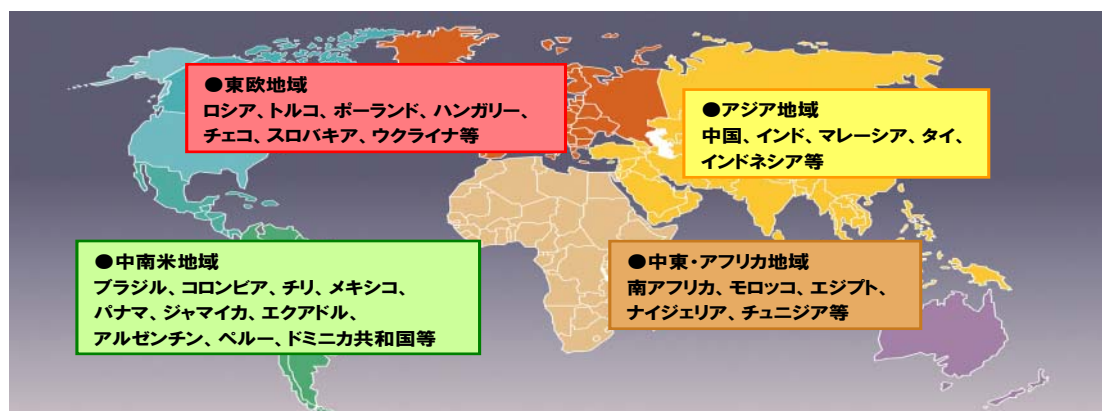 ●東欧地域
ロシア、トルコ、ポーランド、ハンガリー、
チェコ、スロバキア、ウクライナ等
●アジア地域
中国、インド、マレーシア、タイ、
インドネシア等
●中南米地域
ブラジル、コロンビア、チリ、メキシコ、
パナマ、ジャマイカ、エクアドル、
アルゼンチン、ペルー、ドミニカ共和国等
●中東・アフリカ地域
南アフリカ、モロッコ、エジプト、
ナイジェリア、チュニジア等